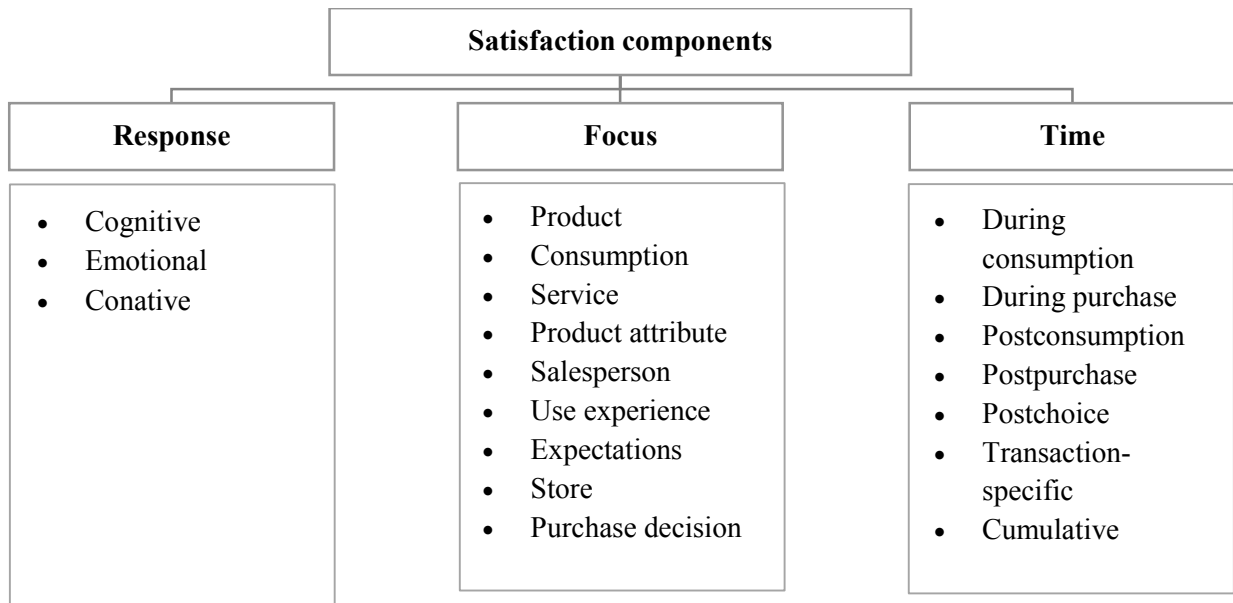 Satisfaction components
Response
Focus
Time
• Cognitive
• Emotional
• Conative
• Product
• Consumption
• Service
• Product attribute
• Salesperson
• Use experience
• Expectations
• Store
• Purchase decision
• During
consumption
• During purchase
• Postconsumption
• Postpurchase
• Postchoice
• Transaction-
specific
• Cumulative